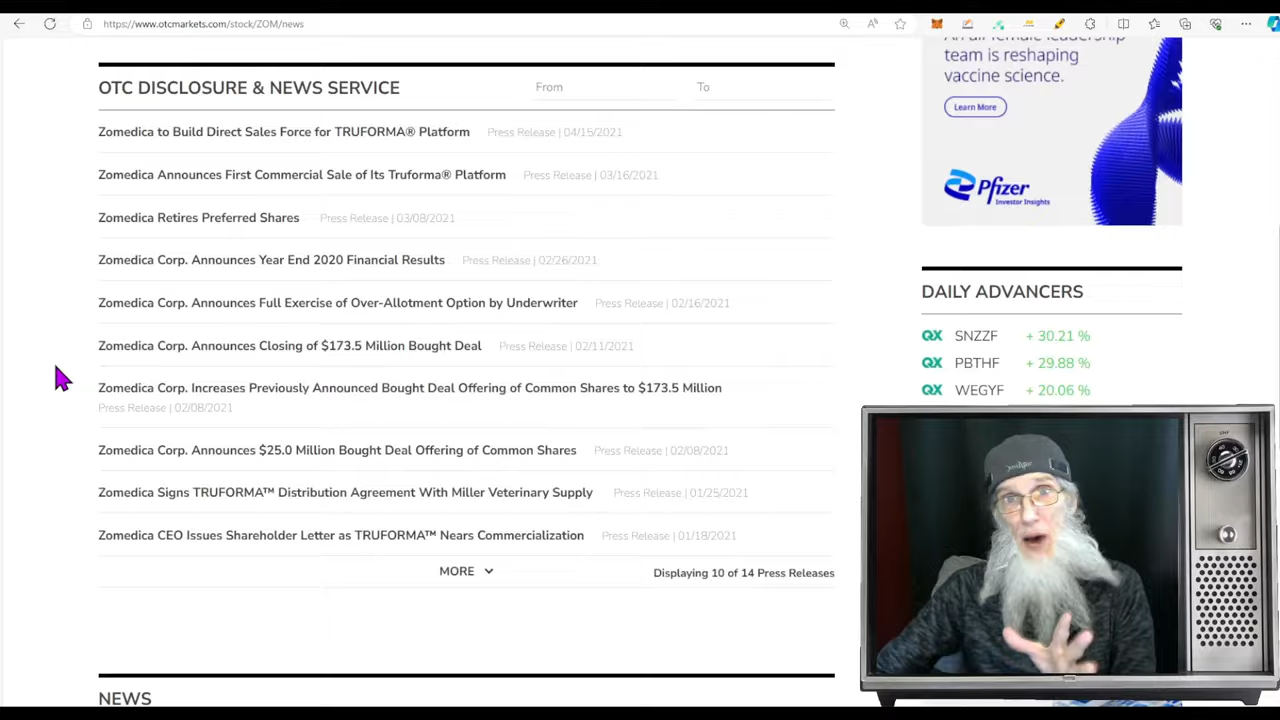 https://www.otcmarkets.com/stock/ZOM/news
OTC DISCLOSURE & NEWS SERVICE From To
Zomedica to Build Direct Sales Force for TRUFORMA® Platform Press Release | 04/15/2021
Zomedica Announces First Commercial Sale of Its Truforma® Platform Press Release | 03/16/2021
Zomedica Retires Preferred Shares Press Release | 03/08/2021
Zomedica Corp. Announces Year End 2020 Financial Results Press Release | 02/26/2021
Zomedica Corp. Announces Full Exercise of Over-Allotment Option by Underwriter Press Release | 02/16/2021
Zomedica Corp. Announces Closing of $173.5 Million Bought Deal Press Release | 02/11/2021
Zomedica Corp. Increases Previously Announced Bought Deal Offering of Common Shares to $173.5 Million
Press Release | 02/08/2021
Zomedica Corp. Announces $25.0 Million Bought Deal Offering of Common Shares Press Release | 02/08/2021
Zomedica Signs TRUFORMA™ Distribution Agreement With Miller Veterinary Supply Press Release | 01/25/2021
Zomedica CEO Issues Shareholder Letter as TRUFORMA™ Nears Commercialization Press Release | 01/18/2021
MORE Displaying 10 of 14 Press Releases
NEWS
An all-female leadership
team is reshaping
vaccine science.
Learn More
Pfizer
Investor Insights
DAILY ADVANCERS
QX SNZZF + 30.21 %
QX PBTHF + 29.88 %
QX WEGYF + 20.06 %